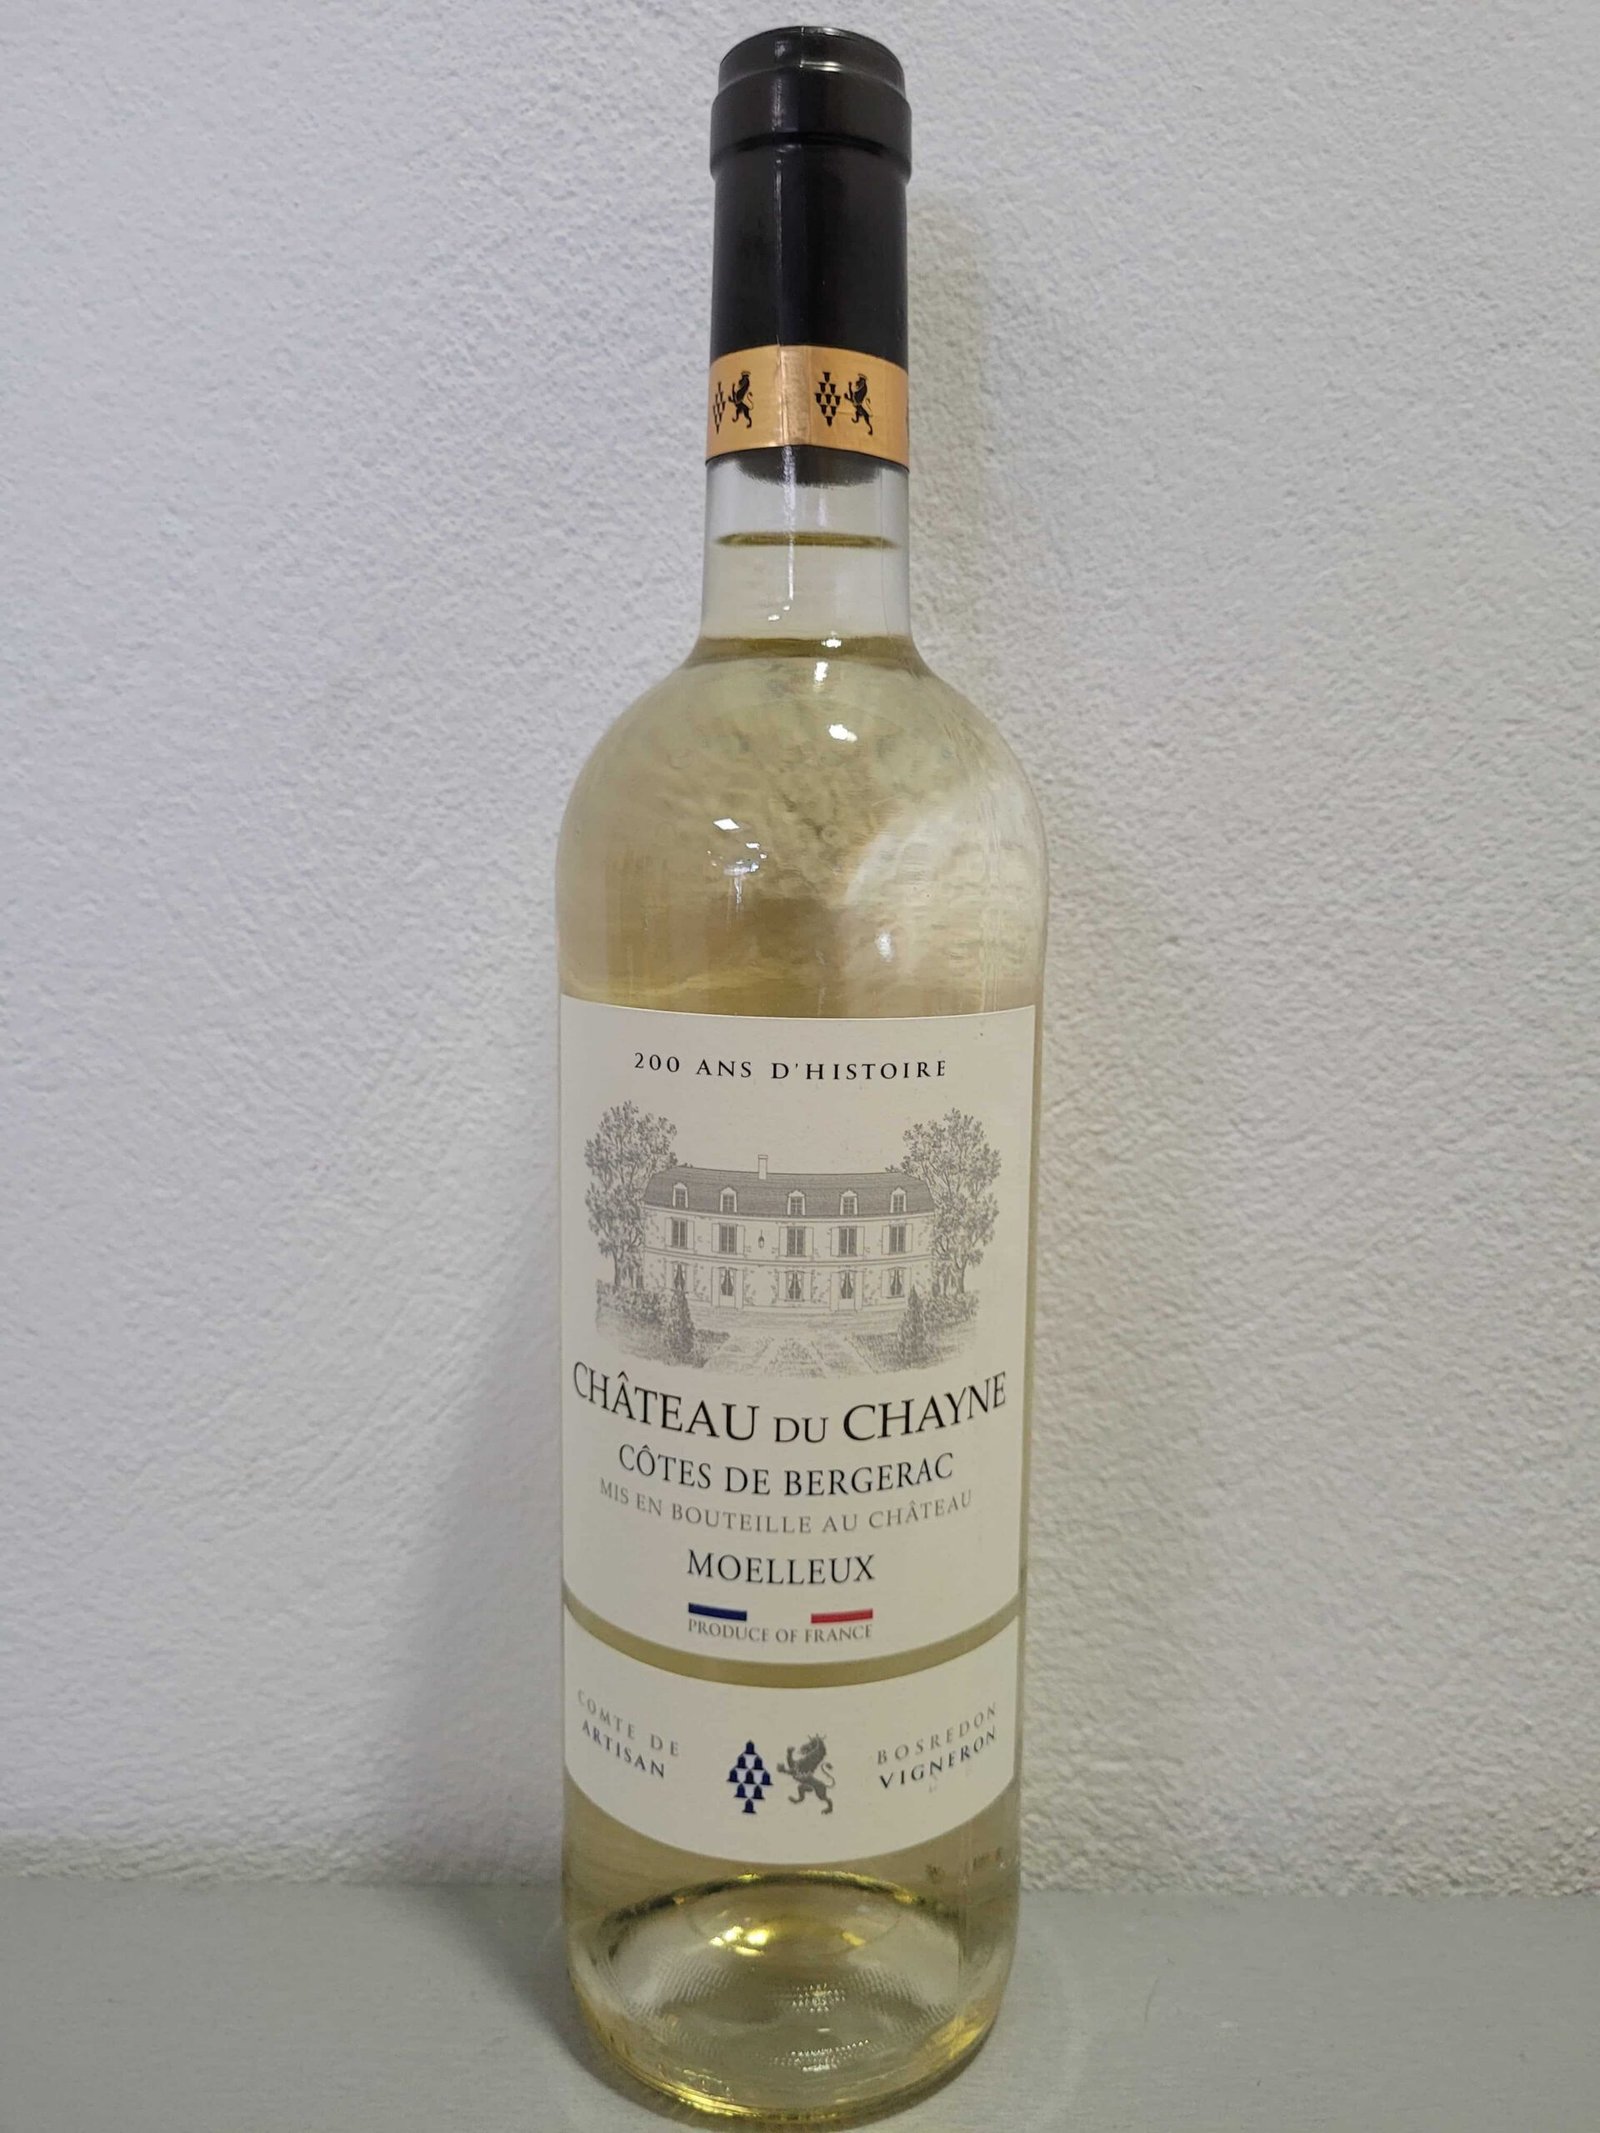 200 ANS D'HISTOIRE
CHÂTEAU DU CHAYNE
CÔTES DE BERGERAC
MIS EN BOUTEILLE AU CHÂTEAU
MOELLEUX
PRODUCE OF FRANCE
COMTE DE BOSREDON
ARTISAN VIGNERON